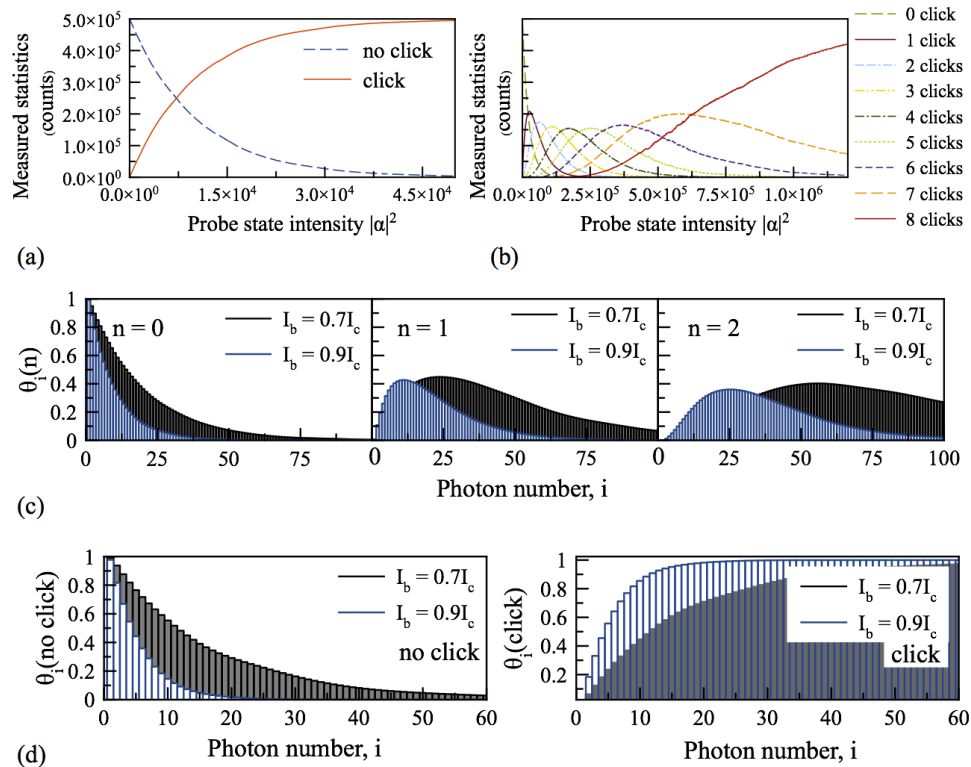 5.0×10⁵
4.0×10⁵
3.0×10⁵
2.0×10⁵
1.0×10⁵
0.0×10⁰
Measured statistics
(counts)
no click
click
0.0×10⁰ 1.5×10⁴ 3.0×10⁴ 4.5×10⁴
Probe state intensity |α|²
(a)
Measured statistics
(counts)
0.0×10⁰ 2.5×10⁵ 5.0×10⁵ 7.5×10⁵ 1.0×10⁶
Probe state intensity |α|²
(b)
0 click
1 click
2 clicks
3 clicks
4 clicks
5 clicks
6 clicks
7 clicks
8 clicks
1
0.8
0.6
0.4
0.2
0
θᵢ(n)
n = 0
I_b = 0.7I_c
I_b = 0.9I_c
n = 1
I_b = 0.7I_c
I_b = 0.9I_c
n = 2
I_b = 0.7I_c
I_b = 0.9I_c
0 25 50 75 0 25 50 75 0 25 50 75 100
Photon number, i
(c)
1
0.8
0.6
0.4
0.2
0
θᵢ(no click)
I_b = 0.7I_c
I_b = 0.9I_c
no click
0 10 20 30 40 50 60
Photon number, i
1
0.8
0.6
0.4
0.2
θᵢ(click)
I_b = 0.7I_c
I_b = 0.9I_c
click
0 10 20 30 40 50 60
Photon number, i
(d)